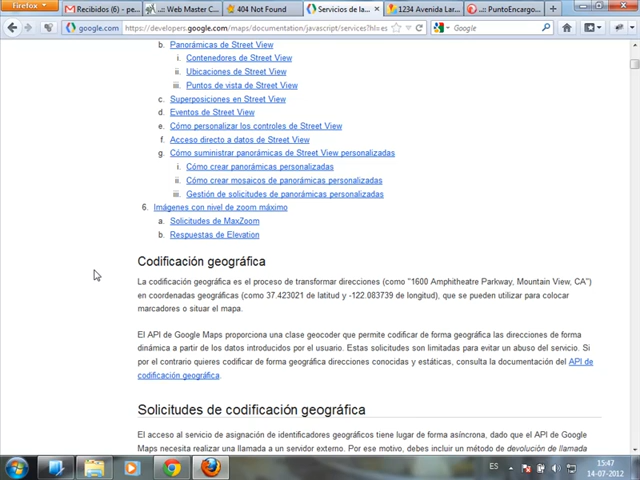 Firefox
Recibidos (6) - pe...
Web Master C...
404 Not Found
Servicios de la...
1234 Avenida Lar...
PuntoEncargo...
google.com
https://developers.google.com/maps/documentation/javascript/services?hl=es
Google
b. Panorámicas de Street View
i. Contenedores de Street View
ii. Ubicaciones de Street View
iii. Puntos de vista de Street View
c. Superposiciones en Street View
d. Eventos de Street View
e. Cómo personalizar los controles de Street View
f. Acceso directo a datos de Street View
g. Cómo suministrar panorámicas de Street View personalizadas
i. Cómo crear panorámicas personalizadas
ii. Cómo crear mosaicos de panorámicas personalizadas
iii. Gestión de solicitudes de panorámicas personalizadas
6. Imágenes con nivel de zoom máximo
a. Solicitudes de MaxZoom
b. Respuestas de Elevation
Codificación geográfica
La codificación geográfica es el proceso de transformar direcciones (como "1600 Amphitheatre Parkway, Mountain View, CA")
en coordenadas geográficas (como 37.423021 de latitud y -122.083739 de longitud), que se pueden utilizar para colocar
marcadores o situar el mapa.
El API de Google Maps proporciona una clase geocoder que permite codificar de forma geográfica las direcciones de forma
dinámica a partir de los datos introducidos por el usuario. Estas solicitudes son limitadas para evitar un abuso del servicio. Si
por el contrario quieres codificar de forma geográfica direcciones conocidas y estáticas, consulta la documentación del API de
codificación geográfica.
Solicitudes de codificación geográfica
El acceso al servicio de asignación de identificadores geográficos tiene lugar de forma asíncrona, dado que el API de Google
Maps necesita realizar una llamada a un servidor externo. Por ese motivo, debes incluir un método de devolución de llamada
ES
15:47
14-07-2012